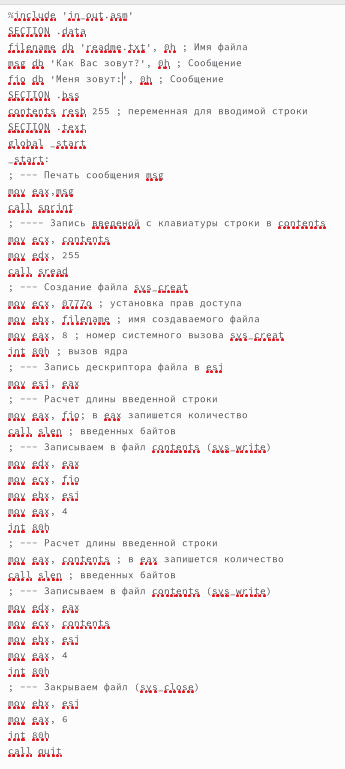 %include 'in_out.asm'
SECTION .data
filename db 'readme.txt', 0h ; Имя файла
msg db 'Как Вас зовут?', 0h ; Сообщение
fio db 'Меня зовут:', 0h ; Сообщение
SECTION .bss
contents resb 255 ; переменная для вводимой строки
SECTION .text
global _start
_start:
; --- Печать сообщения msg
mov eax,msg
call sprint
; ---- Запись введеной с клавиатуры строки в contents
mov ecx, contents
mov edx, 255
call sread
; --- Создание файла sys_creat
mov ecx, 0777o ; установка прав доступа
mov ebx, filename ; имя создаваемого файла
mov eax, 8 ; номер системного вызова sys_creat
int 80h ; вызов ядра
; --- Запись дескриптора файла в esi
mov esi, eax
; --- Расчет длины введенной строки
mov eax, fio; в eax запишется количество
call slen ; введенных байтов
; --- Записываем в файл contents (sys_write)
mov edx, eax
mov ecx, fio
mov ebx, esi
mov eax, 4
int 80h
; --- Расчет длины введенной строки
mov eax, contents ; в eax запишется количество
call slen ; введенных байтов
; --- Записываем в файл contents (sys_write)
mov edx, eax
mov ecx, contents
mov ebx, esi
mov eax, 4
int 80h
; --- Закрываем файл (sys_close)
mov ebx, esi
mov eax, 6
int 80h
call quit